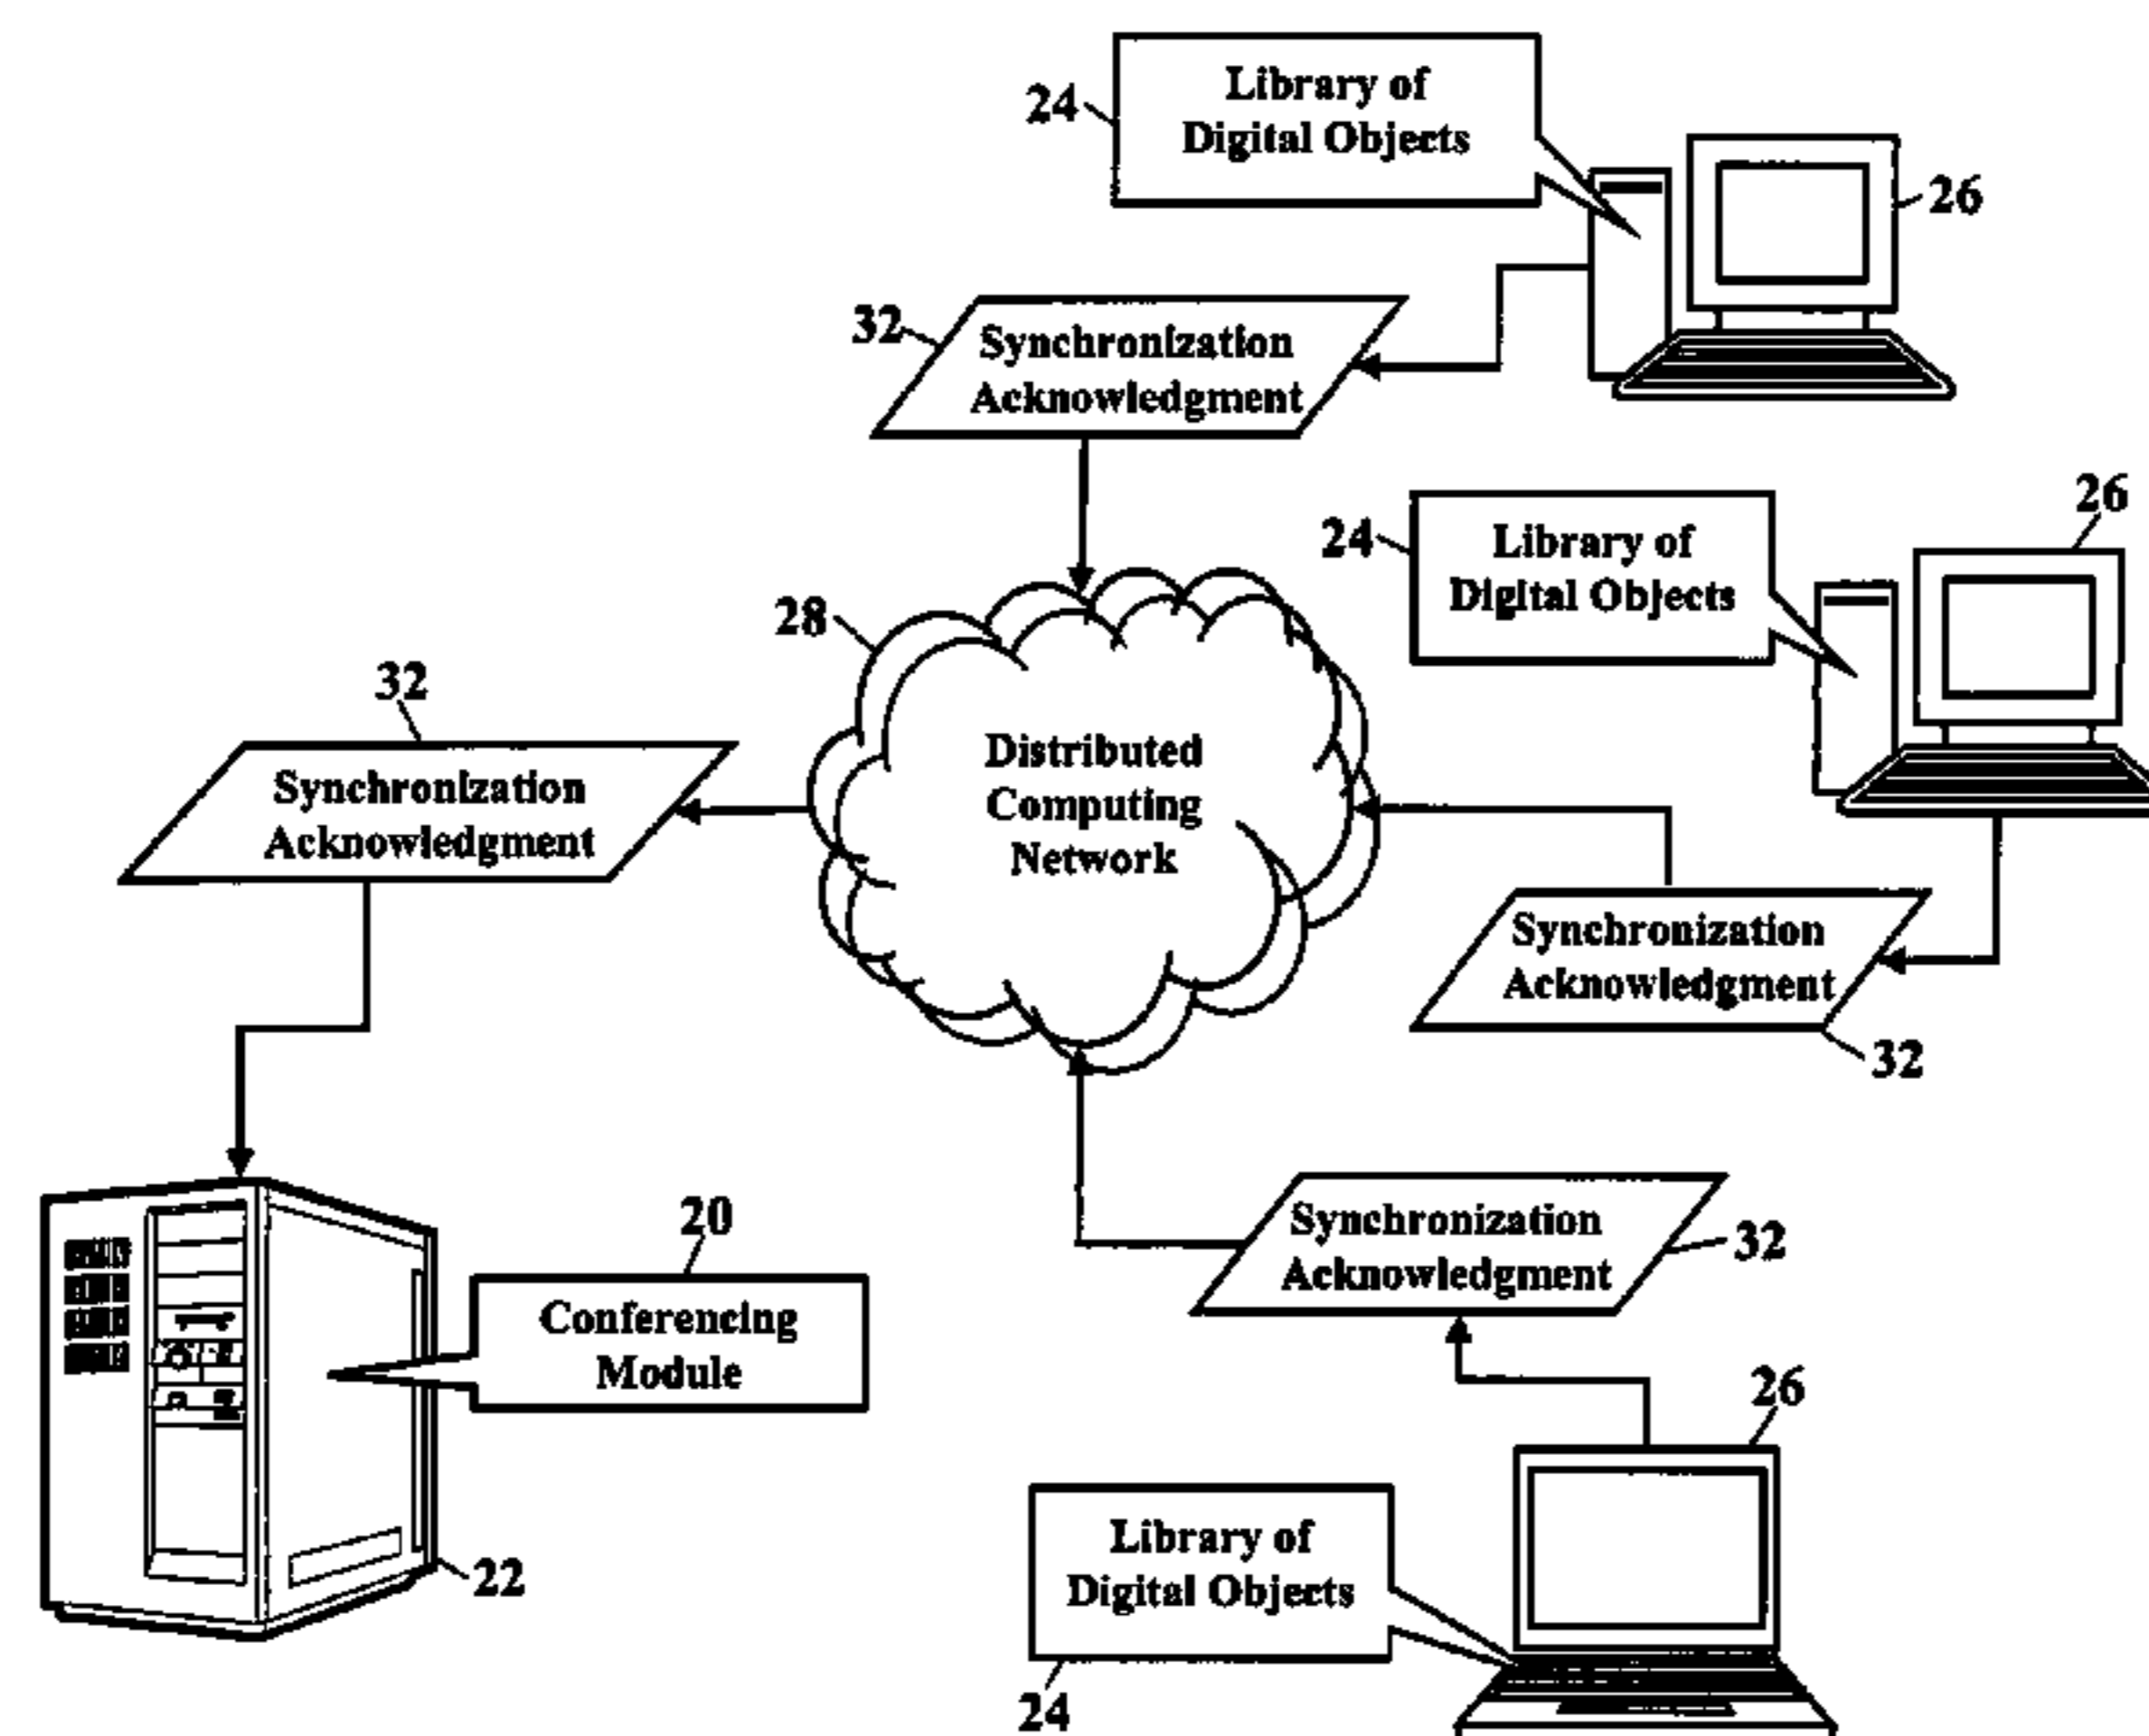 24
Library of
Digital Objects
26
32
Synchronization
Acknowledgment
24
Library of
Digital Objects
26
28
Distributed
Computing
Network
32
Synchronization
Acknowledgment
Synchronization
Acknowledgment
32
20
Conferencing
Module
22
Synchronization
Acknowledgment
32
26
Library of
Digital Objects
24